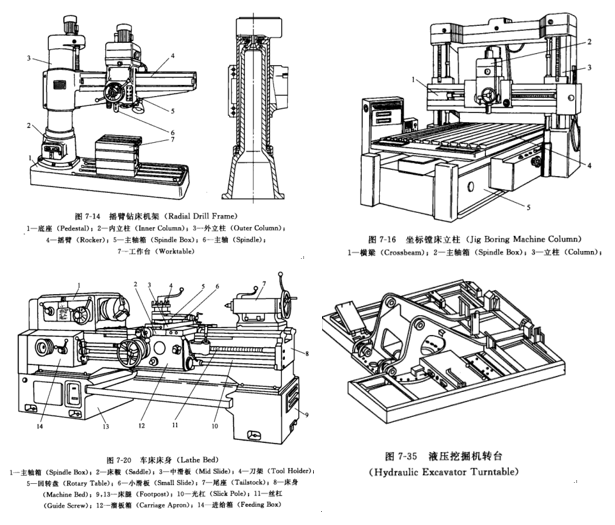 1
2
3
4
5
6
7
图 7-14 摇臂钻床机架 (Radial Drill Frame)
1—底座 (Pedestal); 2—内立柱 (Inner Column); 3—外立柱 (Outer Column);
4—摇臂 (Rocker); 5—主轴箱 (Spindle Box); 6—主轴 (Spindle);
7—工作台 (Worktable)
1
2
3
4
5
图 7-16 坐标镗床立柱 (Jig Boring Machine Column)
1—横梁 (Crossbeam); 2—主轴箱 (Spindle Box); 3—立柱 (Column);
1
2
3
4
5
6
7
8
9
10
11
12
13
14
图 7-20 车床床身 (Lathe Bed)
1—主轴箱 (Spindle Box); 2—床鞍 (Saddle); 3—中滑板 (Mid Slide); 4—刀架 (Tool Holder);
5—回转盘 (Rotary Table); 6—小滑板 (Small Slide); 7—尾座 (Tailstock); 8—床身
(Machine Bed); 9,13—床腿 (Footpost); 10—光杠 (Slick Pole); 11—丝杠
(Guide Screw); 12—溜板箱 (Carriage Apron); 14—进给箱 (Feeding Box)
图 7-35 液压挖掘机转台
(Hydraulic Excavator Turntable)